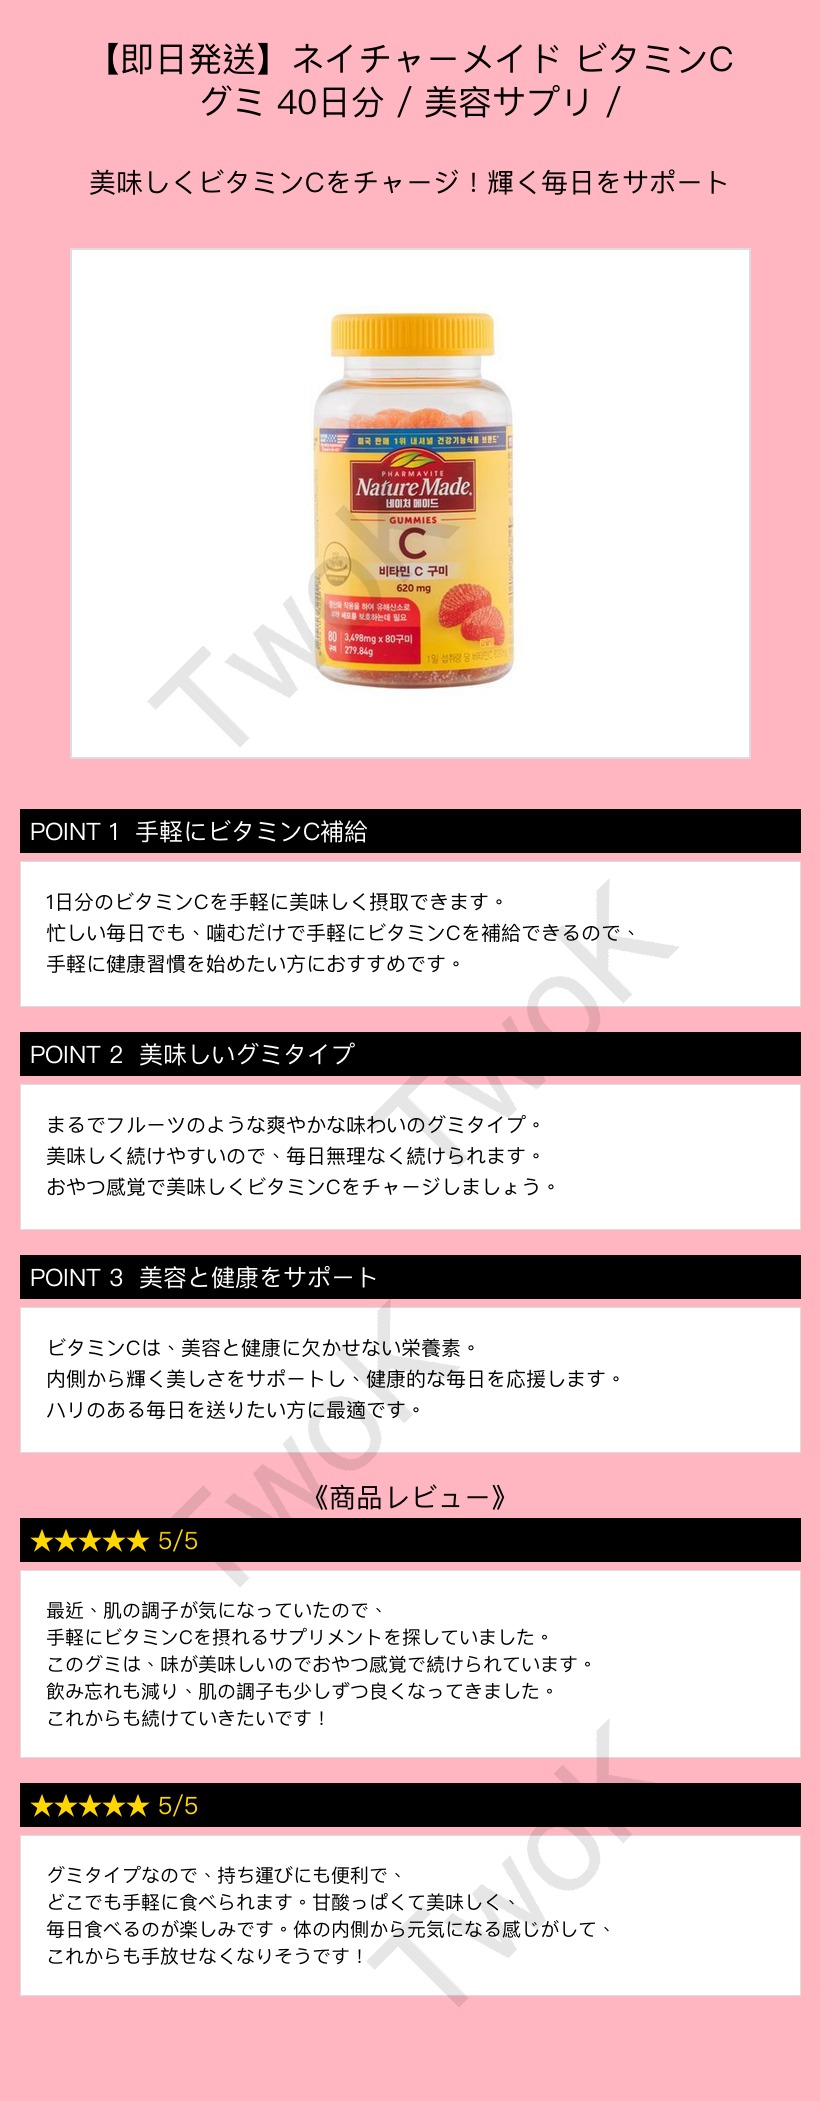 【即日発送】ネイチャーメイド ビタミンC
グミ 40日分 / 美容サプリ /
美味しくビタミンCをチャージ！輝く毎日をサポート
미국 판매 1위 내셔널 건강기능식품 브랜드*
PHARMAVITE
Nature Made
네이처 메이드
GUMMIES
C
비타민 C 구미
620 mg
항산화 작용을 하여 유해산소로
부터 세포를 보호하는데 필요
80
구미
3,498mg x 80구미
279.84g
1일 섭취량 당
TwoK
POINT 1 手軽にビタミンC補給
1日分のビタミンCを手軽に美味しく摂取できます。
忙しい毎日でも、噛むだけで手軽にビタミンCを補給できるので、
手軽に健康習慣を始めたい方におすすめです。
TwoK
POINT 2 美味しいグミタイプ
まるでフルーツのような爽やかな味わいのグミタイプ。
美味しく続けやすいので、毎日無理なく続けられます。
おやつ感覚で美味しくビタミンCをチャージしましょう。
POINT 3 美容と健康をサポート
ビタミンCは、美容と健康に欠かせない栄養素。
内側から輝く美しさをサポートし、健康的な毎日を応援します。
ハリのある毎日を送りたい方に最適です。
TwoK
《商品レビュー》
★★★★★ 5/5
最近、肌の調子が気になっていたので、
手軽にビタミンCを摂れるサプリメントを探していました。
このグミは、味が美味しいのでおやつ感覚で続けられています。
飲み忘れも減り、肌の調子も少しずつ良くなってきました。
これからも続けていきたいです！
★★★★★ 5/5
グミタイプなので、持ち運びにも便利で、
どこでも手軽に食べられます。甘酸っぱくて美味しく、
毎日食べるのが楽しみです。体の内側から元気になる感じがして、
これからも手放せなくなりそうです！
TwoK